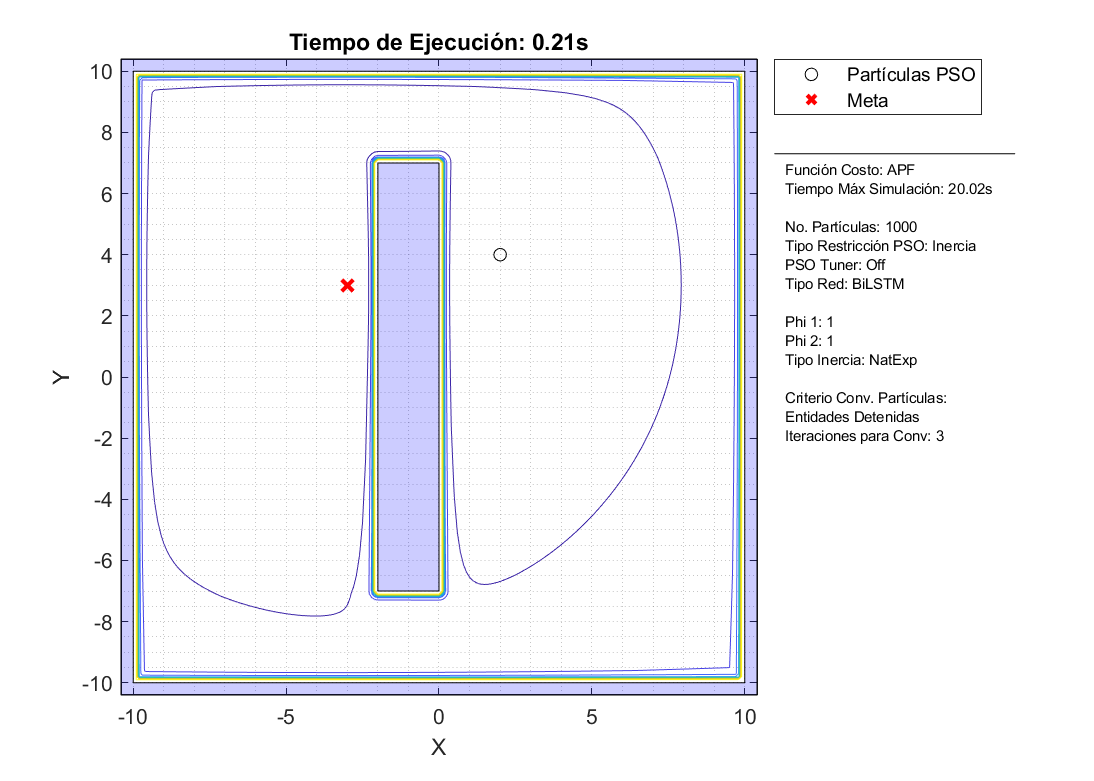 Tiempo de Ejecución: 0.21s
10
8
6
4
2
0
-2
-4
-6
-8
-10
Y
-10
-5
0
5
10
X
Partículas PSO
Meta
Función Costo: APF
Tiempo Máx Simulación: 20.02s
No. Partículas: 1000
Tipo Restricción PSO: Inercia
PSO Tuner: Off
Tipo Red: BiLSTM
Phi 1: 1
Phi 2: 1
Tipo Inercia: NatExp
Criterio Conv. Partículas:
Entidades Detenidas
Iteraciones para Conv: 3